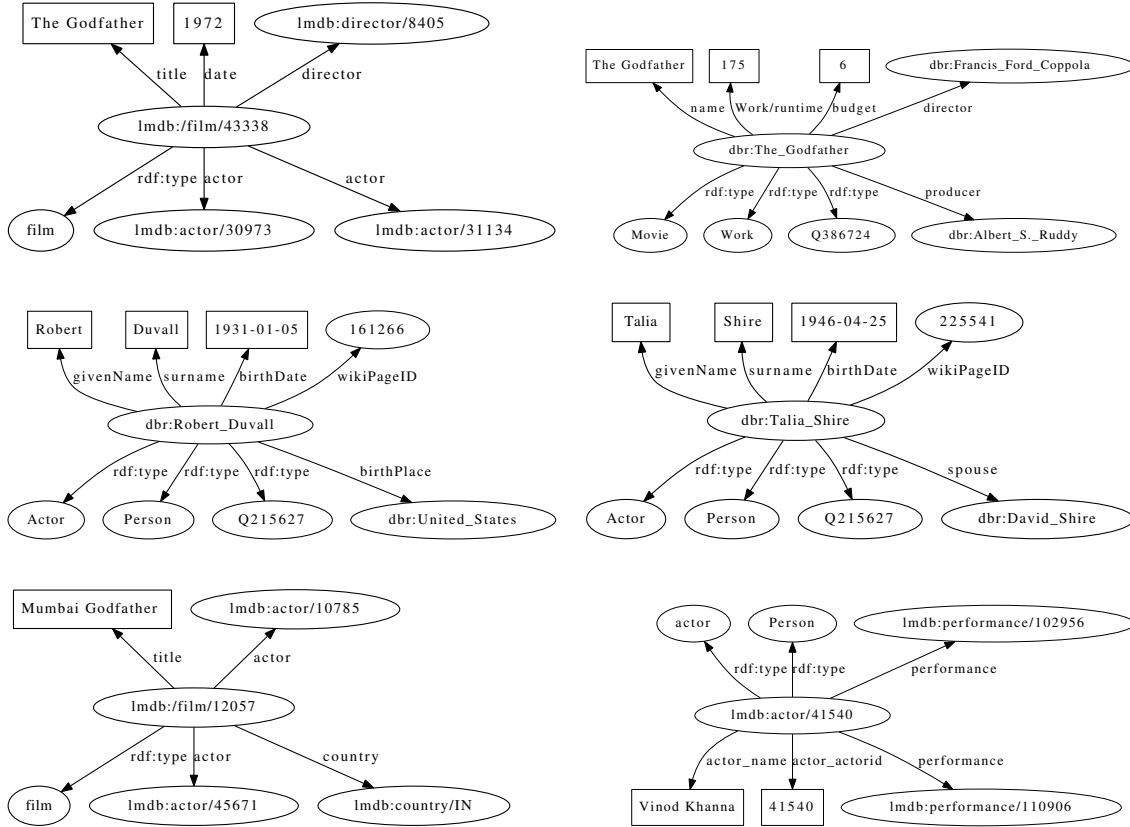 The Godfather 1972 lmdb:director/8405
title date director
lmdb:/film/43338
rdf:type actor actor
film lmdb:actor/30973 lmdb:actor/31134
The Godfather 175 6 dbr:Francis_Ford_Coppola
name Work/runtime budget director
dbr:The_Godfather
rdf:type rdf:type rdf:type producer
Movie Work Q386724 dbr:Albert_S._Ruddy
Robert Duvall 1931-01-05 161266
givenName surname birthDate wikiPageID
dbr:Robert_Duvall
rdf:type rdf:type rdf:type birthPlace
Actor Person Q215627 dbr:United_States
Talia Shire 1946-04-25 225541
givenName surname birthDate wikiPageID
dbr:Talia_Shire
rdf:type rdf:type rdf:type spouse
Actor Person Q215627 dbr:David_Shire
Mumbai Godfather lmdb:actor/10785
title actor
lmdb:/film/12057
rdf:type actor country
film lmdb:actor/45671 lmdb:country/IN
actor Person lmdb:performance/102956
rdf:type rdf:type performance
lmdb:actor/41540
actor_name actor_actorid performance
Vinod Khanna 41540 lmdb:performance/110906